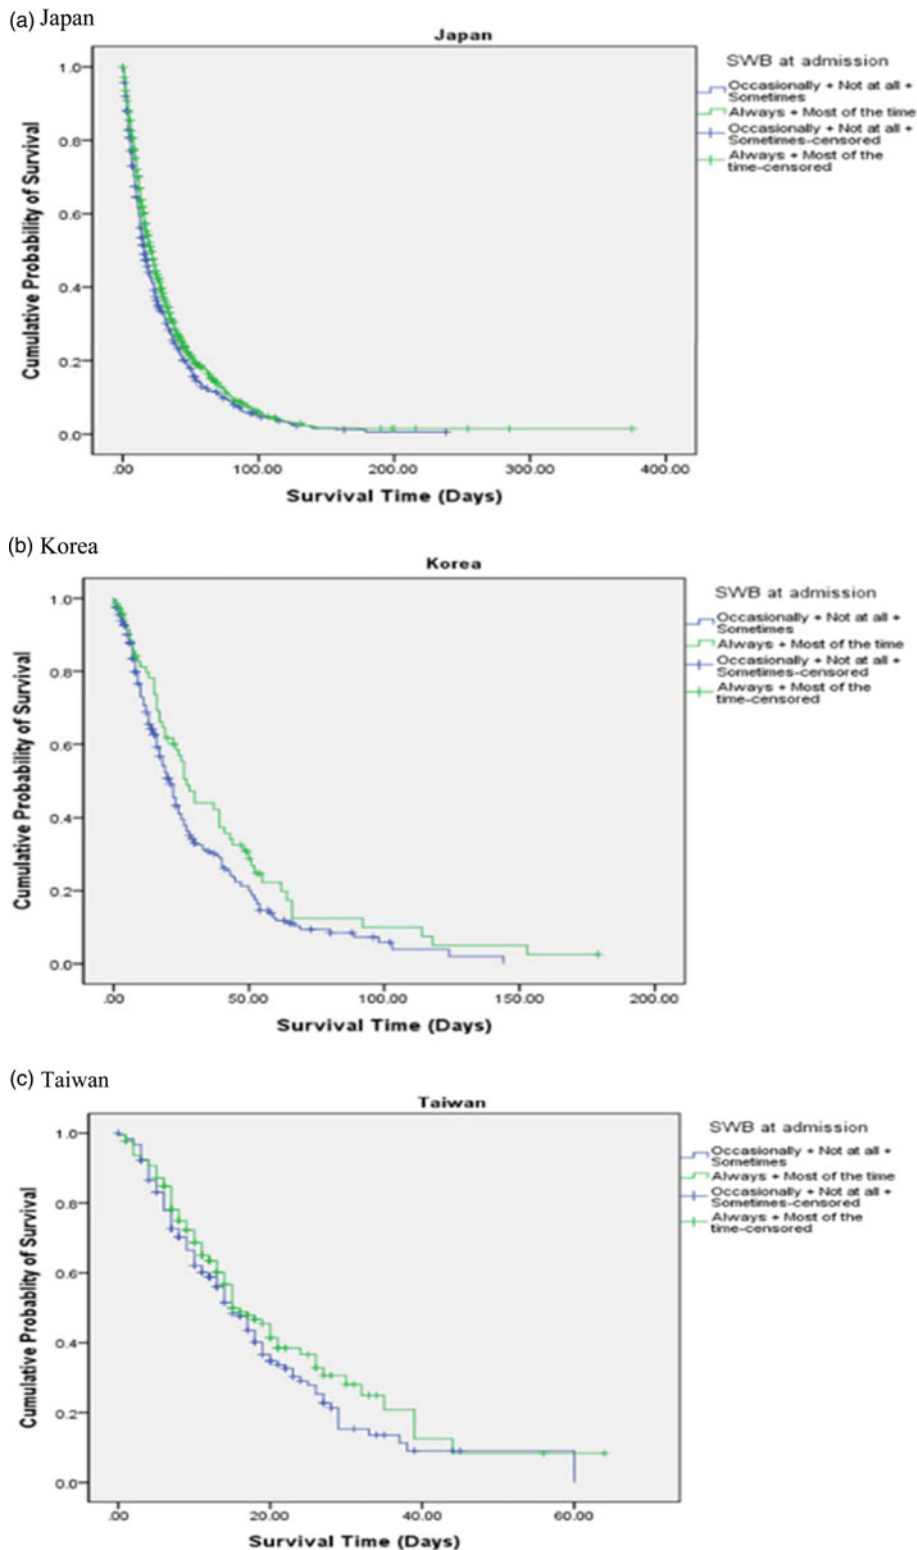 (a) Japan
Japan
SWB at admission
Occasionally + Not at all +
Sometimes
Always + Most of the time
Occasionally + Not at all +
Sometimes-censored
Always + Most of the
time-censored
Cumulative Probability of Survival
1.0
0.8
0.6
0.4
0.2
0.0
.00 100.00 200.00 300.00 400.00
Survival Time (Days)
(b) Korea
Korea
SWB at admission
Occasionally + Not at all +
Sometimes
Always + Most of the time
Occasionally + Not at all +
Sometimes-censored
Always + Most of the
time-censored
Cumulative Probability of Survival
1.0
0.8
0.6
0.4
0.2
0.0
.00 50.00 100.00 150.00 200.00
Survival Time (Days)
(c) Taiwan
Taiwan
SWB at admission
Occasionally + Not at all +
Sometimes
Always + Most of the time
Occasionally + Not at all +
Sometimes-censored
Always + Most of the
time-censored
Cumulative Probablity of Survival
1.0
0.8
0.6
0.4
0.2
0.0
.00 20.00 40.00 60.00
Survival Time (Days)